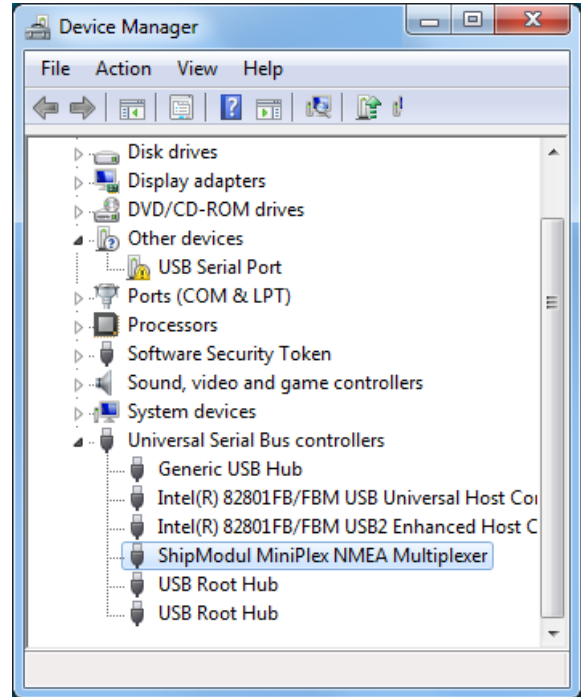 Device Manager
File Action View Help
Disk drives
Display adapters
DVD/CD-ROM drives
Other devices
USB Serial Port
Ports (COM & LPT)
Processors
Software Security Token
Sound, video and game controllers
System devices
Universal Serial Bus controllers
Generic USB Hub
Intel(R) 82801FB/FBM USB Universal Host Co
Intel(R) 82801FB/FBM USB2 Enhanced Host C
ShipModul MiniPlex NMEA Multiplexer
USB Root Hub
USB Root Hub